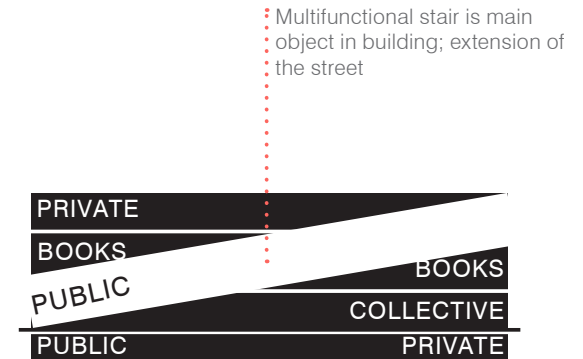 Multifunctional stair is main
object in building; extension of
the street
PRIVATE
BOOKS
BOOKS
PUBLIC
COLLECTIVE
PUBLIC PRIVATE